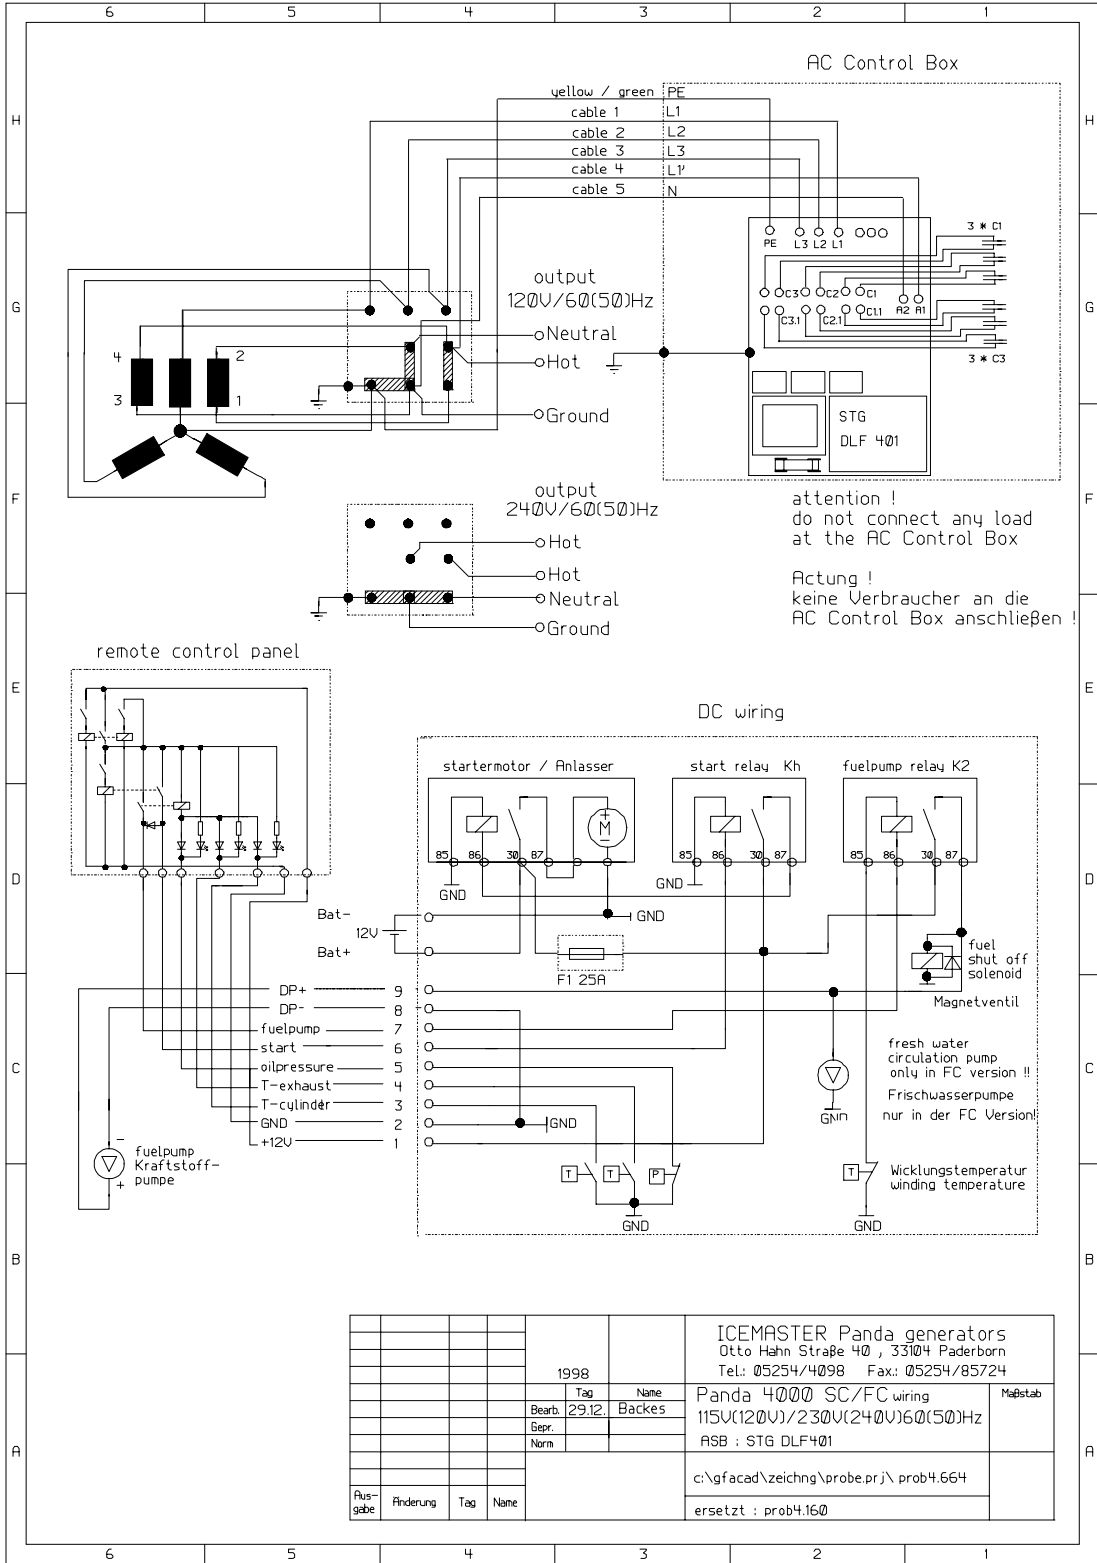 6 5 4 3 2 1
AC Control Box
H
H
yellow / green PE
cable 1 L1
cable 2 L2
cable 3 L3
cable 4 L1'
cable 5 N
PE L3 L2 L1
3 * C1
C3 C2 C1
A2 A1
C3.1 C2.1 C1.1
3 * C3
STG
DLF 401
G
G
output
120V/60(50)Hz
Neutral
Hot
Ground
4 2
3 1
F
F
output
240V/60(50)Hz
Hot
Hot
Neutral
Ground
attention !
do not connect any load
at the AC Control Box
Actung !
keine Verbraucher an die
AC Control Box anschließen !
remote control panel
E
E
DC wiring
startermotor / Anlasser
start relay Kh
fuelpump relay K2
M
+
-
85 86 30 87
85 86 30 87
85 86 30 87
D
D
GND
GND
GND
Bat-
12V
Bat+
F1 25A
fuel
shut off
solenoid
Magnetventil
DP+ 9
DP- 8
fuelpump 7
start 6
oilpressure 5
T-exhaust 4
T-cylinder 3
GND 2
+12V 1
GND
C
C
fresh water
circulation pump
only in FC version !!
Frischwasserpumpe
nur in der FC Version!
GND
-
fuelpump
Kraftstoff-
pumpe
+
T T P
GND
T
Wicklungstemperatur
winding temperature
GND
B
B
ICEMASTER Panda generators
Otto Hahn Straße 40 , 33104 Paderborn
Tel.: 05254/4098 Fax.: 05254/85724
1998
Tag Name
Bearb. 29.12. Backes
Gepr.
Norm
Panda 4000 SC/FC wiring
115V(120V)/230V(240V)60(50)Hz
ASB : STG DLF401
Maßstab
c:\gfacad\zeichng\probe.prj\ prob4.664
ersetzt : prob4.160
Aus-
gabe
Änderung Tag Name
A
A
6 5 4 3 2 1